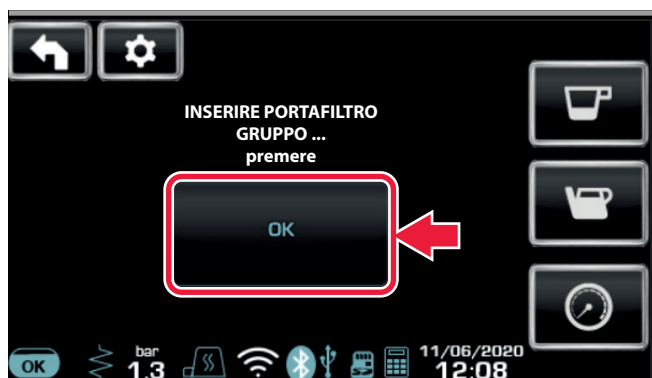 INSERIRE PORTAFILTRO
GRUPPO ...
premere
OK
OK
bar
1.3
11/06/2020
12:08